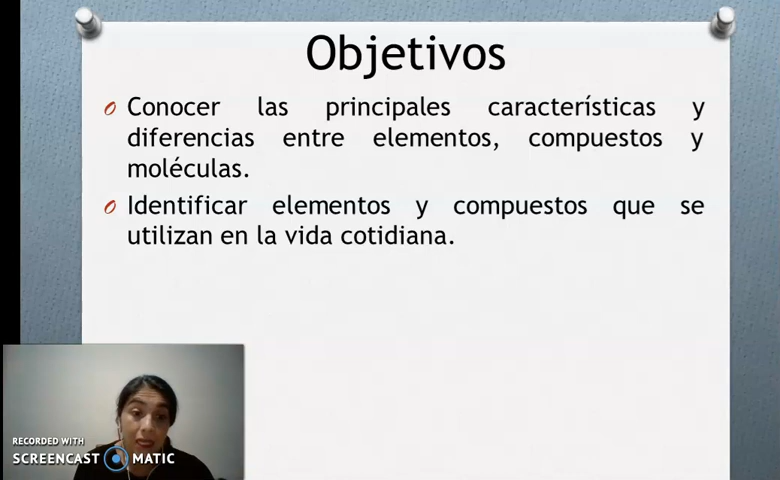 Objetivos
Conocer las principales características y
diferencias entre elementos, compuestos y
moléculas.
Identificar elementos y compuestos que se
utilizan en la vida cotidiana.
RECORDED WITH
SCREENCAST MATIC